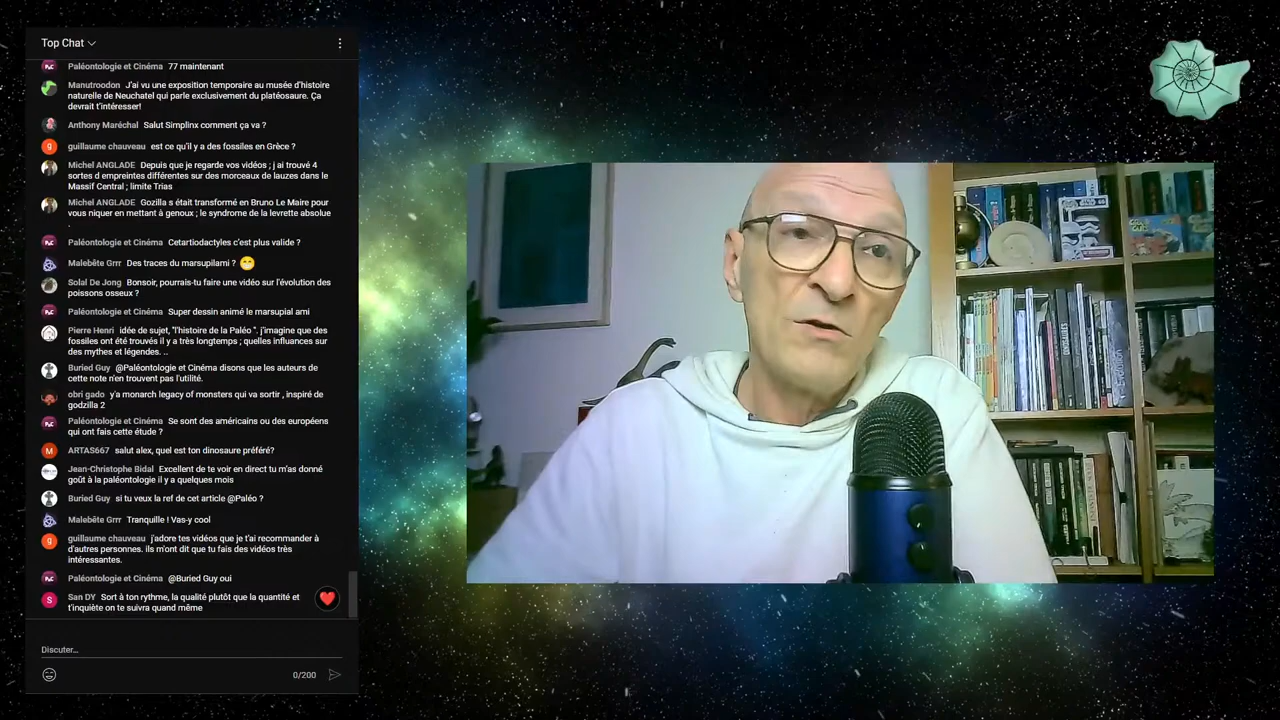 Top Chat
Paléontologie et Cinéma 77 maintenant
Manutroodon J'ai vu une exposition temporaire au musée d'histoire
naturelle de Neuchatel qui parle exclusivement du platéosaure. Ça
devrait t'intéresser!
Anthony Maréchal Salut Simplinx comment ça va ?
guillaume chauveau est ce qu'il y a des fossiles en Grèce ?
Michel ANGLADE Depuis que je regarde vos vidéos ; j ai trouvé 4
sortes d empreintes différentes sur des morceaux de lauzes dans le
Massif Central ; limite Trias
Michel ANGLADE Gozilla s était transformé en Bruno Le Maire pour
vous niquer en mettant à genoux ; le syndrome de la levrette absolue
.
Paléontologie et Cinéma Cetartiodactyles c'est plus valide ?
Malebête Grrr Des traces du marsupilami ? 😁
Solal De Jong Bonsoir, pourrais-tu faire une vidéo sur l'évolution des
poissons osseux ?
Paléontologie et Cinéma Super dessin animé le marsupial ami
Pierre Henri idée de sujet, "l'histoire de la Paléo ". j'imagine que des
fossiles ont été trouvés il y a très longtemps ; quelles influences sur
des mythes et légendes. ..
Buried Guy @Paléontologie et Cinéma disons que les auteurs de
cette note n'en trouvent pas l'utilité.
obri gado y'a monarch legacy of monsters qui va sortir , inspiré de
godzilla 2
Paléontologie et Cinéma Se sont des américains ou des européens
qui ont fais cette étude ?
ARTAS667 salut alex, quel est ton dinosaure préféré?
Jean-Christophe Bidal Excellent de te voir en direct tu m'as donné
goût à la paléontologie il y a quelques mois
Buried Guy si tu veux la ref de cet article @Paléo ?
Malebête Grrr Tranquille ! Vas-y cool
guillaume chauveau j'adore tes vidéos que je t'ai recommander à
d'autres personnes. ils m'ont dit que tu fais des vidéos très
intéressantes.
Paléontologie et Cinéma @Buried Guy oui
San DY Sort à ton rythme, la qualité plutôt que la quantité et
t'inquiète on te suivra quand même
Discuter...
0/200